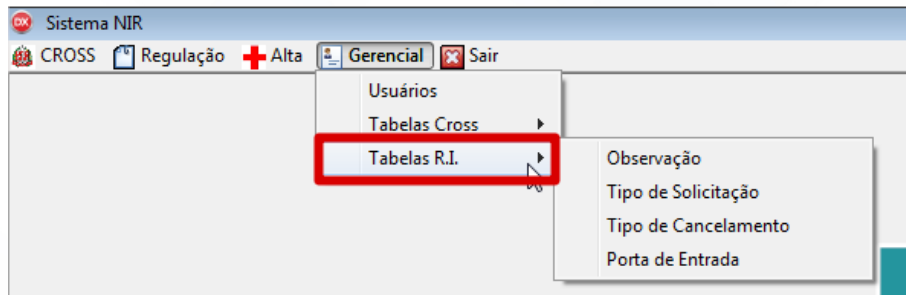 Sistema NIR
CROSS Regulação Alta Gerencial Sair
Usuários
Tabelas Cross
Tabelas R.I.
Observação
Tipo de Solicitação
Tipo de Cancelamento
Porta de Entrada